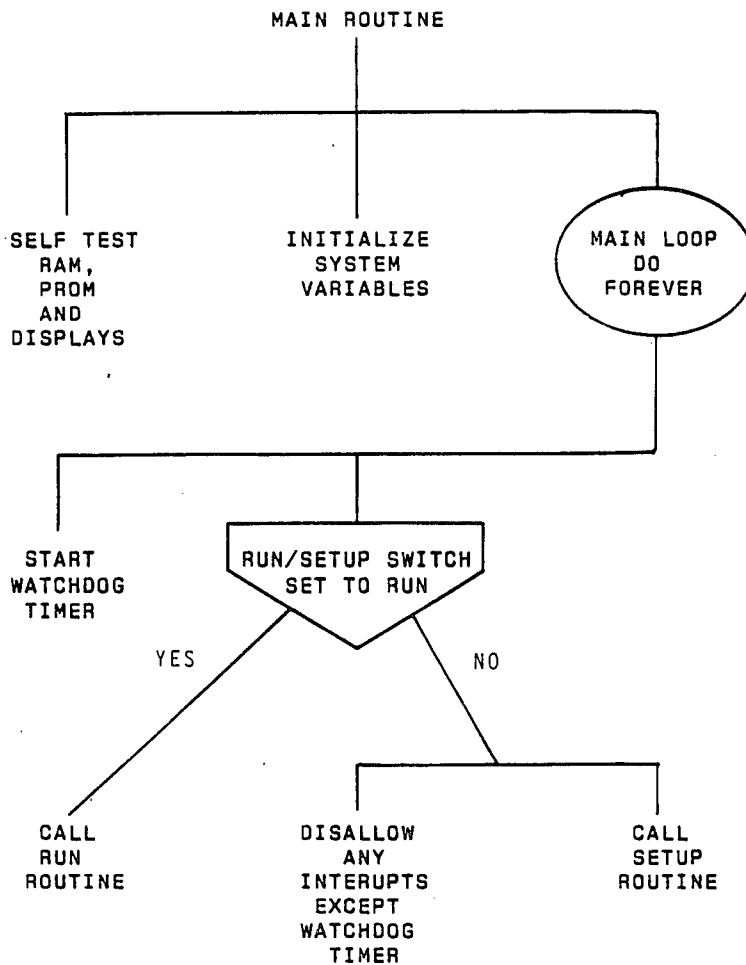 MAIN ROUTINE
SELF TEST
RAM,
PROM
AND
DISPLAYS
INITIALIZE
SYSTEM
VARIABLES
MAIN LOOP
DO
FOREVER
START
WATCHDOG
TIMER
RUN/SETUP SWITCH
SET TO RUN
YES
NO
CALL
RUN
ROUTINE
DISALLOW
ANY
INTERUPTS
EXCEPT
WATCHDOG
TIMER
CALL
SETUP
ROUTINE